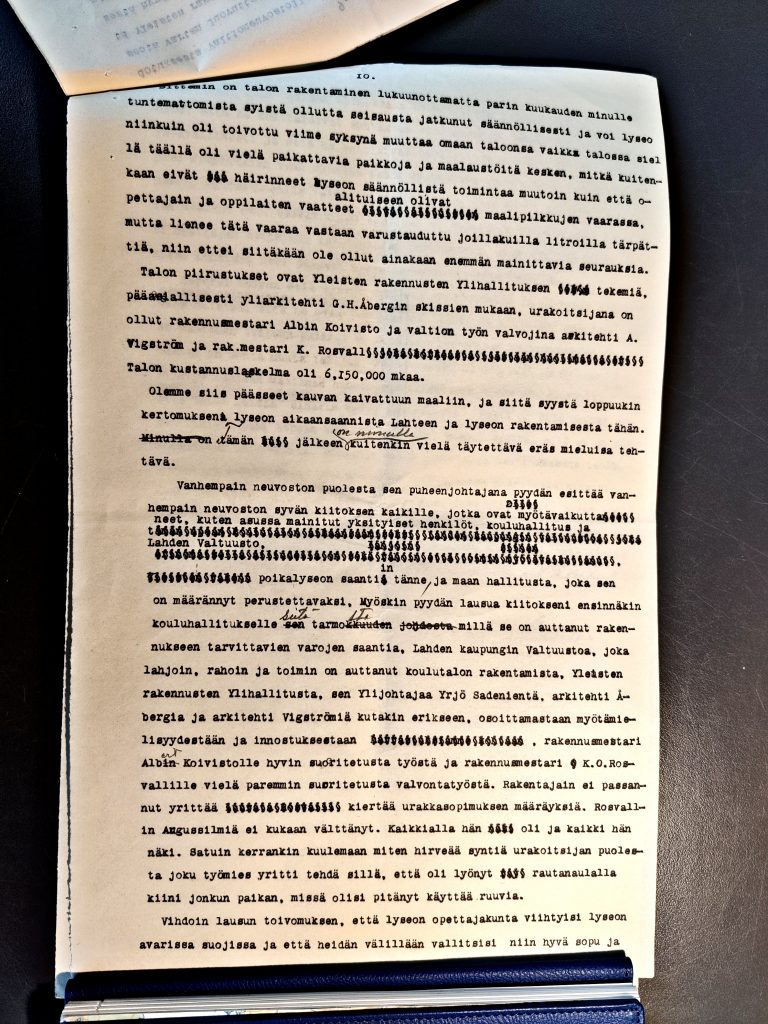 10.
sittemin on talon rakentaminen lukuunottamatta parin kuukauden minulle
tuntemattomista syistä ollutta seisausta jatkunut säännöllisesti ja voi lyseo
niinkuin oli toivottu viime syksynä muuttaa omaan taloonsa vaikka talossa siel
lä täällä oli vielä paikattavia paikkoja ja maalaustöitä kesken, mitkä kuiten-
kaan eivät häirinneet lyseon säännöllistä toimintaa muutoin kuin että o-
alituiseen olivat
pettajain ja oppilaiten vaatteet maalipilkkujen vaarassa,
mutta lienee tätä vaaraa vastaan varustauduttu joillakuilla litroilla tärpät-
tiä, niin ettei siitäkään ole ollut ainakaan enemmän mainittavia seurauksia.
Talon piirustukset ovat Yleisten rakennusten Ylihallituksen tekemiä,
pääasiallisesti yliarkitehti G.H.Åbergin skissien mukaan, urakoitsijana on
ollut rakennusmestari Albin Koivisto ja valtion työn valvojina askitehti A.
Vigström ja rak.mestari K. Rosvall
Talon kustannuslaskelma oli 6,150,000 mkaa.
Olemme siis päässeet kauvan kaivattuun maaliin, ja siitä syystä loppuukin
kertomukseni lyseon aikaansaannista Lahteen ja lyseon rakentamisesta tähän.
on minulla
Minulla on Tämän jälkeen kuitenkin vielä täytettävä eräs mieluisa teh-
tävä.
Vanhempain neuvoston puolesta sen puheenjohtajana pyydän esittää van-
hempain neuvoston syvän kiitoksen kaikille, jotka ovat myötävaikutta
neet, kuten asussa mainitut yksityiset henkilöt, kouluhallitus ja
Lahden Valtuusto,
in
poikalyseon saanti tänne, ja maan hallitusta, joka sen
on määrännyt perustettavaksi, Myöskin pyydän lausua kiitokseni ensinnäkin
siitä sta
kouluhallitukselle sen tarmokkuuden johdosta millä se on auttanut raken-
nukseen tarvittavien varojen saantia, Lahden kaupungin Valtuustoa, joka
lahjoin, rahoin ja toimin on auttanut koulutalon rakentamista, Yleisten
rakennusten Ylihallitusta, sen Ylijohtajaa Yrjö Sadenientä, arkitehti Å-
bergia ja arkitehti Vigströmiä kutakin erikseen, osoittamastaan myötämie-
lisyydestään ja innostuksestaan , rakennusmestari
ert
Albin Koivistolle hyvin suoritetusta työstä ja rakennusmestari K.O.Ros-
vallille vielä paremmin suoritetusta valvontatyöstä. Rakentajain ei passan-
nut yrittää kiertää urakkasopimuksen määräyksiä. Rosvall-
in Angussilmiä ei kukaan välttänyt. Kaikkialla hän oli ja kaikki hän
näki. Satuin kerrankin kuulemaan miten hirveää syntiä urakoitsijan puoles-
ta joku työmies yritti tehdä sillä, että oli lyönyt rautanaulalla
kiini jonkun paikan, missä olisi pitänyt käyttää ruuvia.
Vihdoin lausun toivomuksen, että lyseon opettajakunta viihtyisi lyseon
avarissa suojissa ja että heidän välillään vallitsisi niin hyvä sopu ja